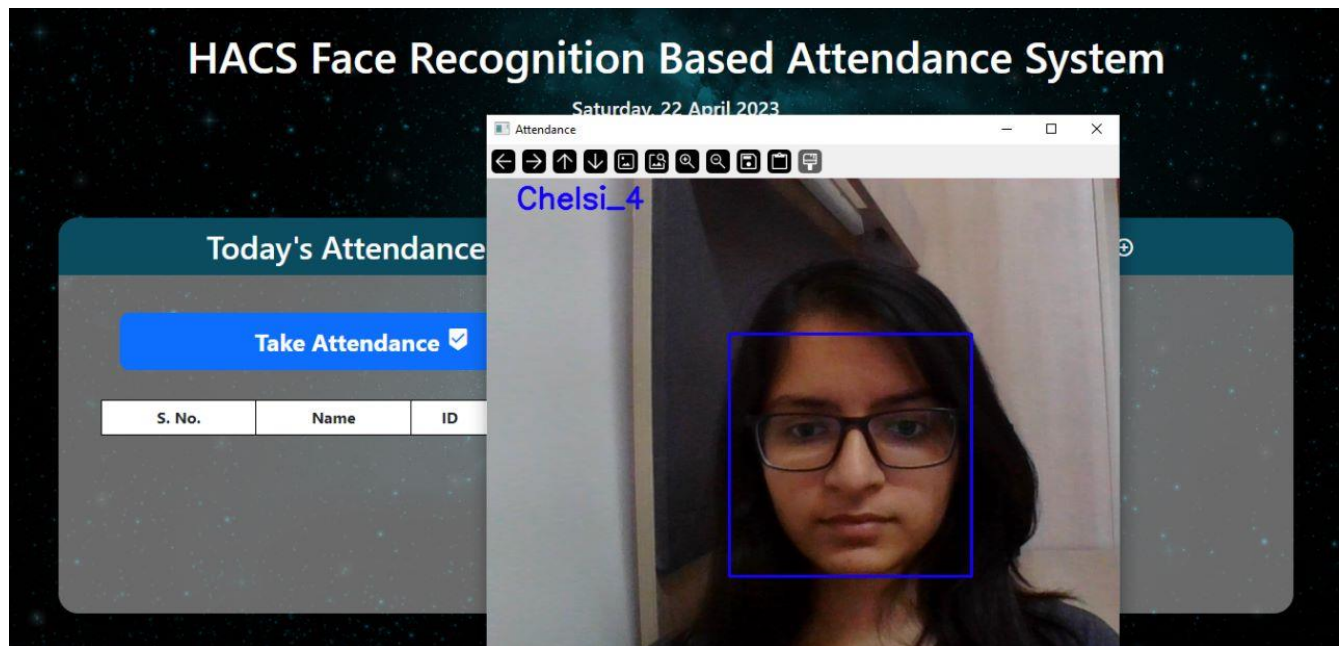 HACS Face Recognition Based Attendance System
Saturday, 22 April 2023
Attendance
Chelsi_4
Today's Attendance
Take Attendance
S. No. Name ID